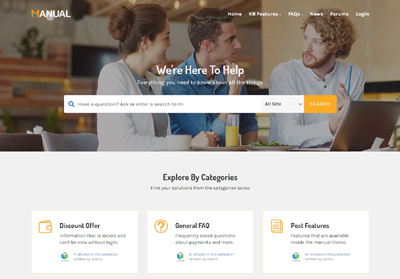 MANUAL
Home KB Features FAQs News Forums Login
We're Here To Help
Everything you need to know about all the things
Have a question? Ask or enter a search term. All Site SEARCH
Explore By Categories
Find your solutions from the categories below
Discount Offer
Information that is locked and
can't be view without login.
General FAQ
Frequently asked questions
about payments and more.
Post Features
Features that are available
inside the manual theme.